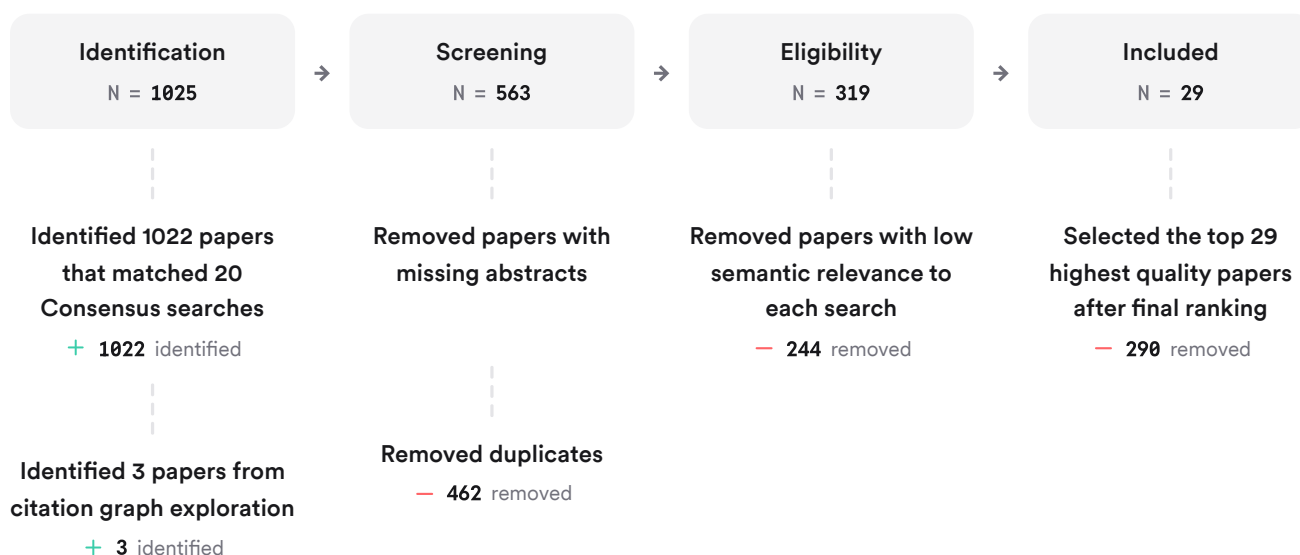 Identification
N = 1025
Screening
N = 563
Eligibility
N = 319
Included
N = 29
Identified 1022 papers
that matched 20
Consensus searches
+ 1022 identified
Identified 3 papers from
citation graph exploration
+ 3 identified
Removed papers with
missing abstracts
Removed duplicates
− 462 removed
Removed papers with low
semantic relevance to
each search
− 244 removed
Selected the top 29
highest quality papers
after final ranking
− 290 removed